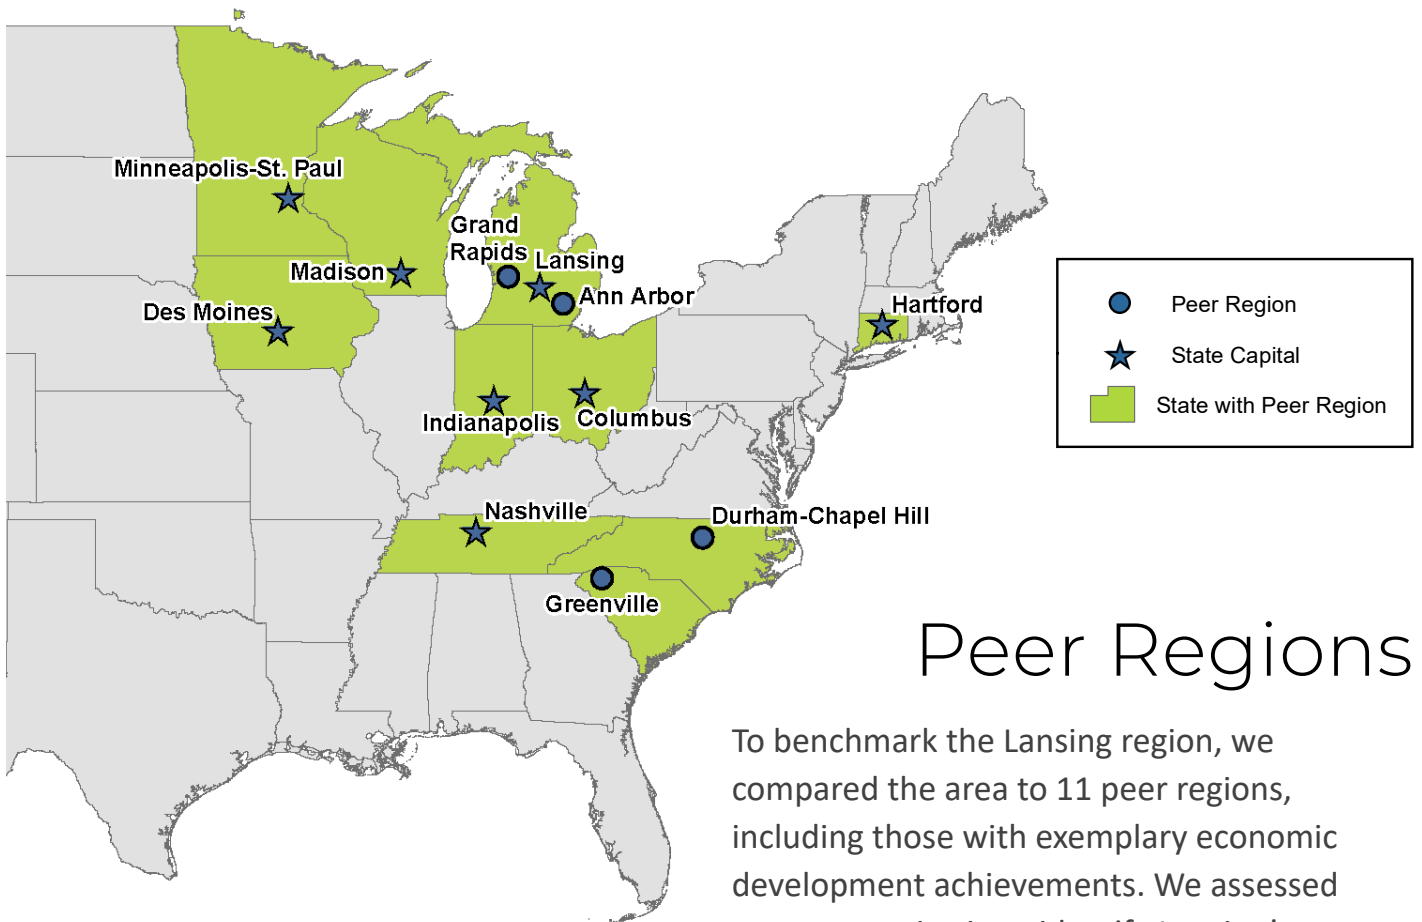 Minneapolis-St. Paul
Grand
Rapids
Lansing
Madison
Ann Arbor
Des Moines
Hartford
Indianapolis
Columbus
Nashville
Durham-Chapel Hill
Greenville
Peer Region
State Capital
State with Peer Region
Peer Regions
To benchmark the Lansing region, we
compared the area to 11 peer regions,
including those with exemplary economic
development achievements. We assessed